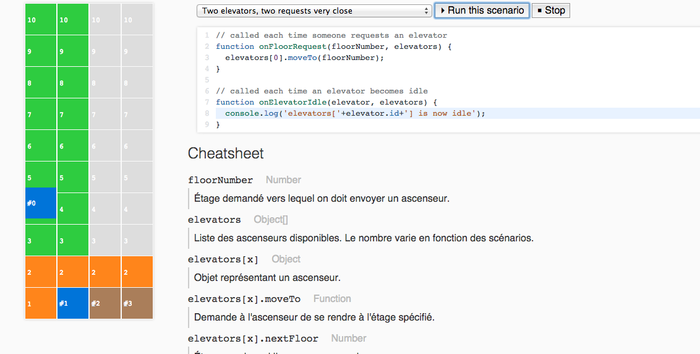 Two elevators, two requests very close
Run this scenario
Stop
10 10 10 10
9 9 9 9
8 8 8 8
7 7 7 7
6 6 6 6
5 5 5 5
#0 4 4 4
3 3 3 3
2 2 2 2
1 #1 #2 #3
1 // called each time someone requests an elevator
2 function onFloorRequest(floorNumber, elevators) {
3 elevators[0].moveTo(floorNumber);
4 }
5
6 // called each time an elevator becomes idle
7 function onElevatorIdle(elevator, elevators) {
8 console.log('elevators['+elevator.id+'] is now idle');
9 }
Cheatsheet
floorNumber Number
Étage demandé vers lequel on doit envoyer un ascenseur.
elevators Object[]
Liste des ascenseurs disponibles. Le nombre varie en fonction des scénarios.
elevators[x] Object
Objet représentant un ascenseur.
elevators[x].moveTo Function
Demande à l'ascenseur de se rendre à l'étage spécifié.
elevators[x].nextFloor Number